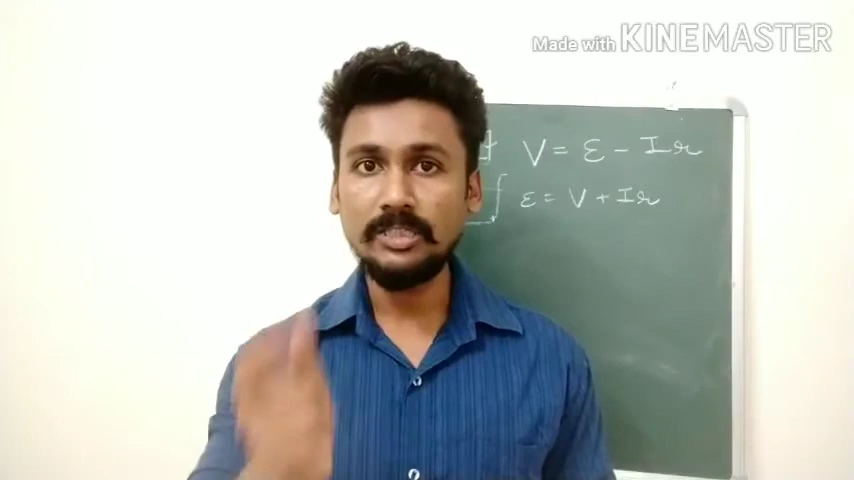 Made with KINEMASTER
V = ε - Ir
ε = V + Ir